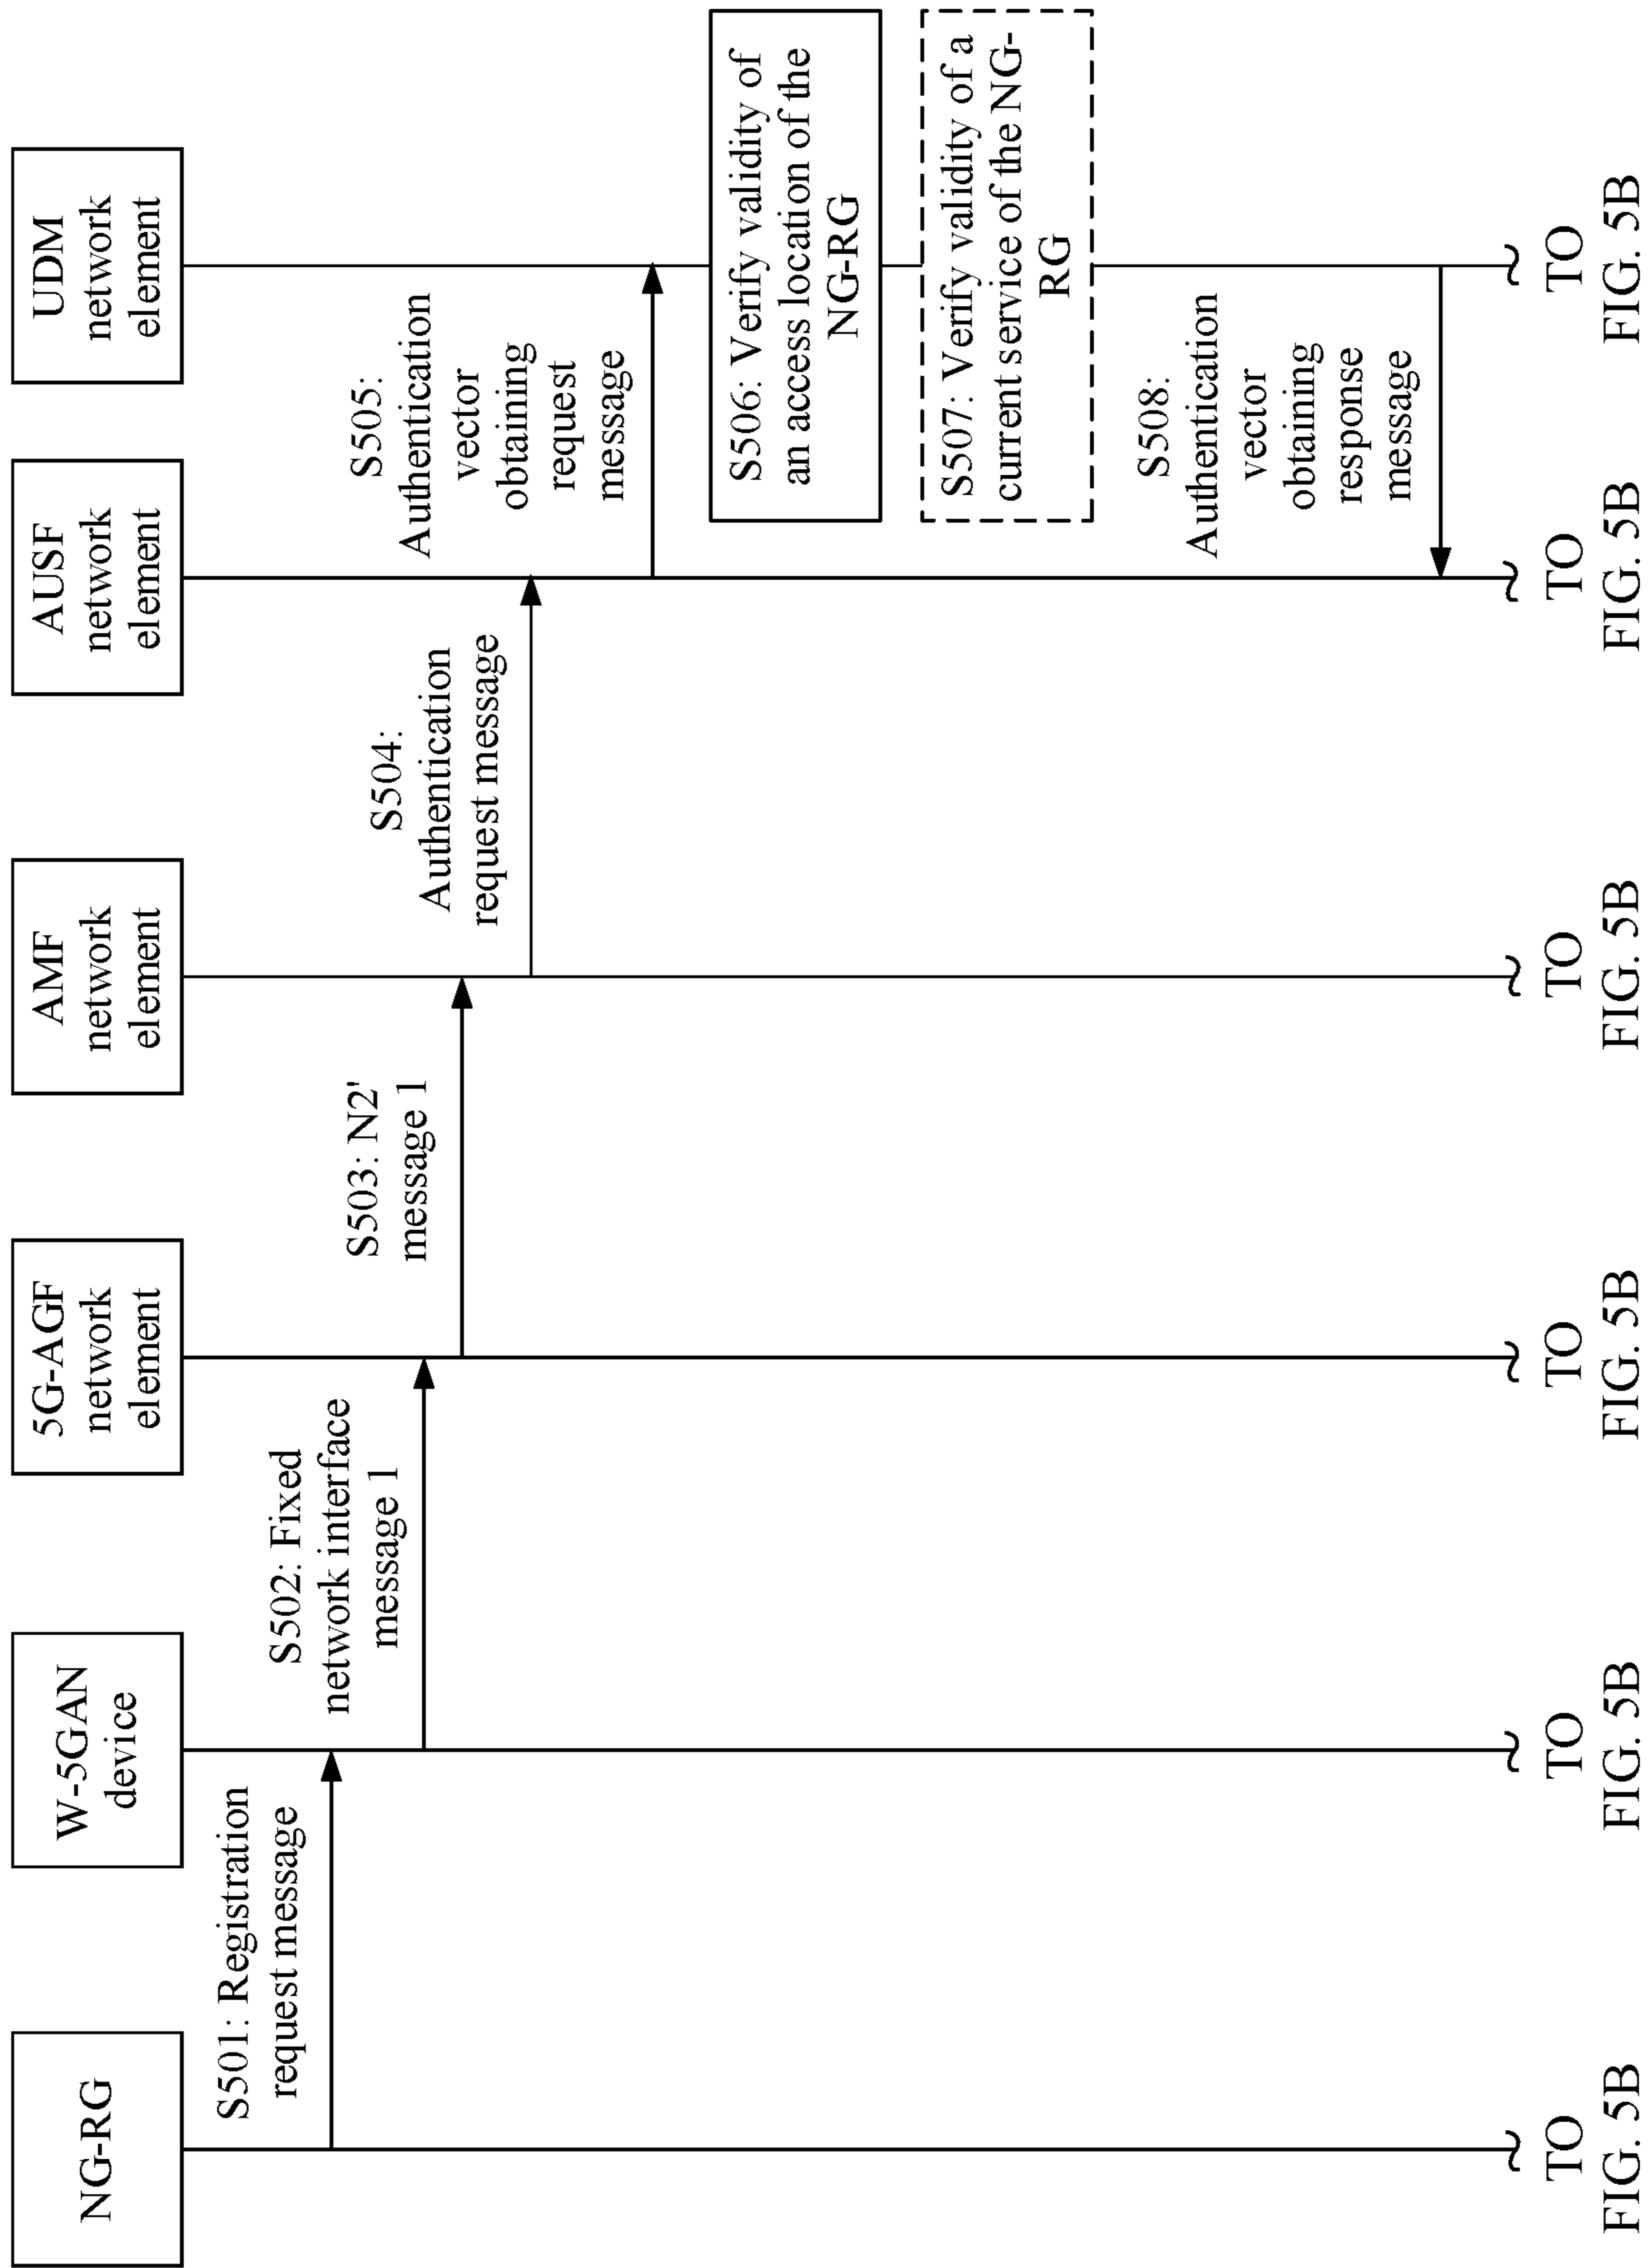 NG-RG
W-5GAN
device
5G-AGF
network
element
AMF
network
element
AUSF
network
element
UDM
network
element
S501: Registration
request message
S502: Fixed
network interface
message 1
S503: N2'
message 1
S504:
Authentication
request message
S505:
Authentication
vector
obtaining
request
message
S506: Verify validity of
an access location of the
NG-RG
S507: Verify validity of a
current service of the NG-
RG
S508:
Authentication
vector
obtaining
response
message
TO
FIG. 5B
TO
FIG. 5B
TO
FIG. 5B
TO
FIG. 5B
TO
FIG. 5B
TO
FIG. 5B